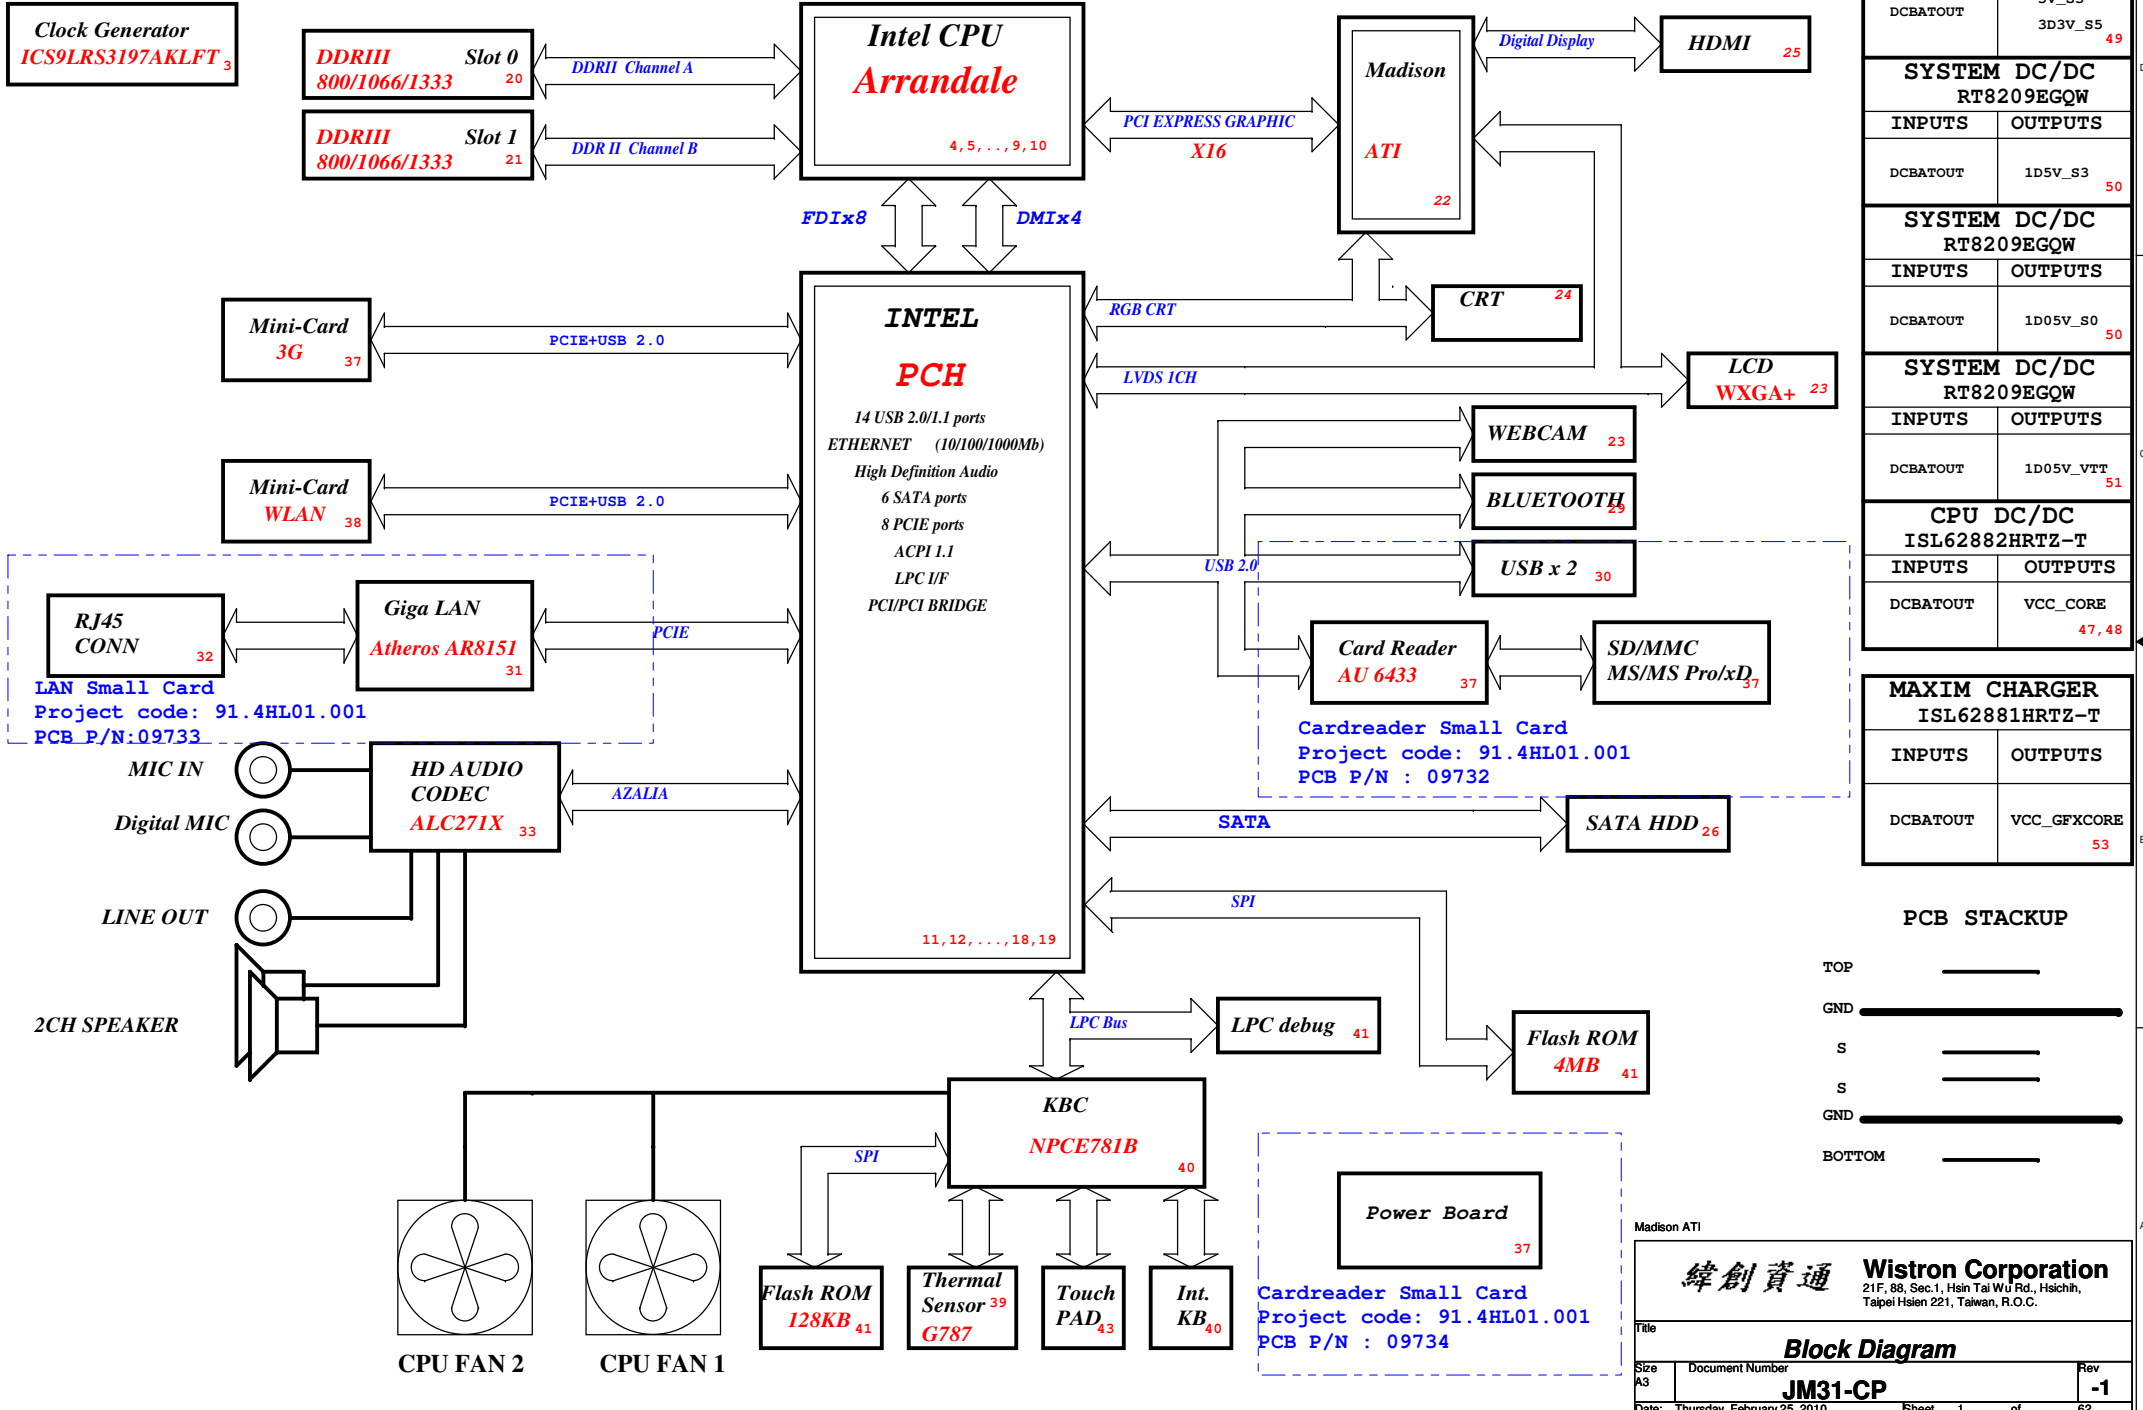 Clock Generator
ICS9LRS3197AKLFT 3
DDRIII Slot 0
800/1066/1333 20
DDRII Channel A
DDRIII Slot 1
800/1066/1333 21
DDR II Channel B
Intel CPU
Arrandale
4,5,..,9,10
PCI EXPRESS GRAPHIC
X16
Madison
ATI
22
Digital Display
HDMI 25
FDIx8
DMIx4
RGB CRT
CRT 24
LVDS 1CH
LCD
WXGA+ 23
Mini-Card
3G 37
PCIE+USB 2.0
Mini-Card
WLAN 38
PCIE+USB 2.0
INTEL
PCH
14 USB 2.0/1.1 ports
ETHERNET (10/100/1000Mb)
High Definition Audio
6 SATA ports
8 PCIE ports
ACPI 1.1
LPC I/F
PCI/PCI BRIDGE
11,12,...,18,19
WEBCAM 23
BLUETOOTH 29
USB 2.0
USB x 2 30
RJ45
CONN
32
Giga LAN
Atheros AR8151
31
PCIE
LAN Small Card
Project code: 91.4HL01.001
PCB P/N:09733
Card Reader
AU 6433 37
SD/MMC
MS/MS Pro/xD 37
Cardreader Small Card
Project code: 91.4HL01.001
PCB P/N : 09732
MIC IN
Digital MIC
LINE OUT
2CH SPEAKER
HD AUDIO
CODEC
ALC271X 33
AZALIA
SATA
SATA HDD 26
SPI
LPC Bus
LPC debug 41
Flash ROM
4MB 41
KBC
NPCE781B
40
SPI
CPU FAN 2
CPU FAN 1
Flash ROM
128KB 41
Thermal
Sensor 39
G787
Touch
PAD 43
Int.
KB 40
Power Board
37
Cardreader Small Card
Project code: 91.4HL01.001
PCB P/N : 09734
DCBATOUT
3D3V_S5
49
SYSTEM DC/DC
RT8209EGQW
INPUTS OUTPUTS
DCBATOUT 1D5V_S3
50
SYSTEM DC/DC
RT8209EGQW
INPUTS OUTPUTS
DCBATOUT 1D05V_S0
50
SYSTEM DC/DC
RT8209EGQW
INPUTS OUTPUTS
DCBATOUT 1D05V_VTT
51
CPU DC/DC
ISL62882HRTZ-T
INPUTS OUTPUTS
DCBATOUT VCC_CORE
47,48
MAXIM CHARGER
ISL62881HRTZ-T
INPUTS OUTPUTS
DCBATOUT VCC_GFXCORE
53
PCB STACKUP
TOP
GND
S
S
GND
BOTTOM
Madison ATI
緯創資通 Wistron Corporation
21F, 88, Sec.1, Hsin Tai Wu Rd., Hsichih,
Taipei Hsien 221, Taiwan, R.O.C.
Title
Block Diagram
Size Document Number Rev
A3 JM31-CP -1
Date: Thursday, February 25, 2010 Sheet 1 of 62